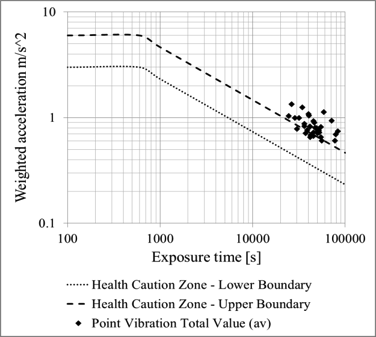 Weighted acceleration m/s^2
10
1
0.1
100
1000
10000
100000
Exposure time [s]
Health Caution Zone - Lower Boundary
Health Caution Zone - Upper Boundary
Point Vibration Total Value (av)